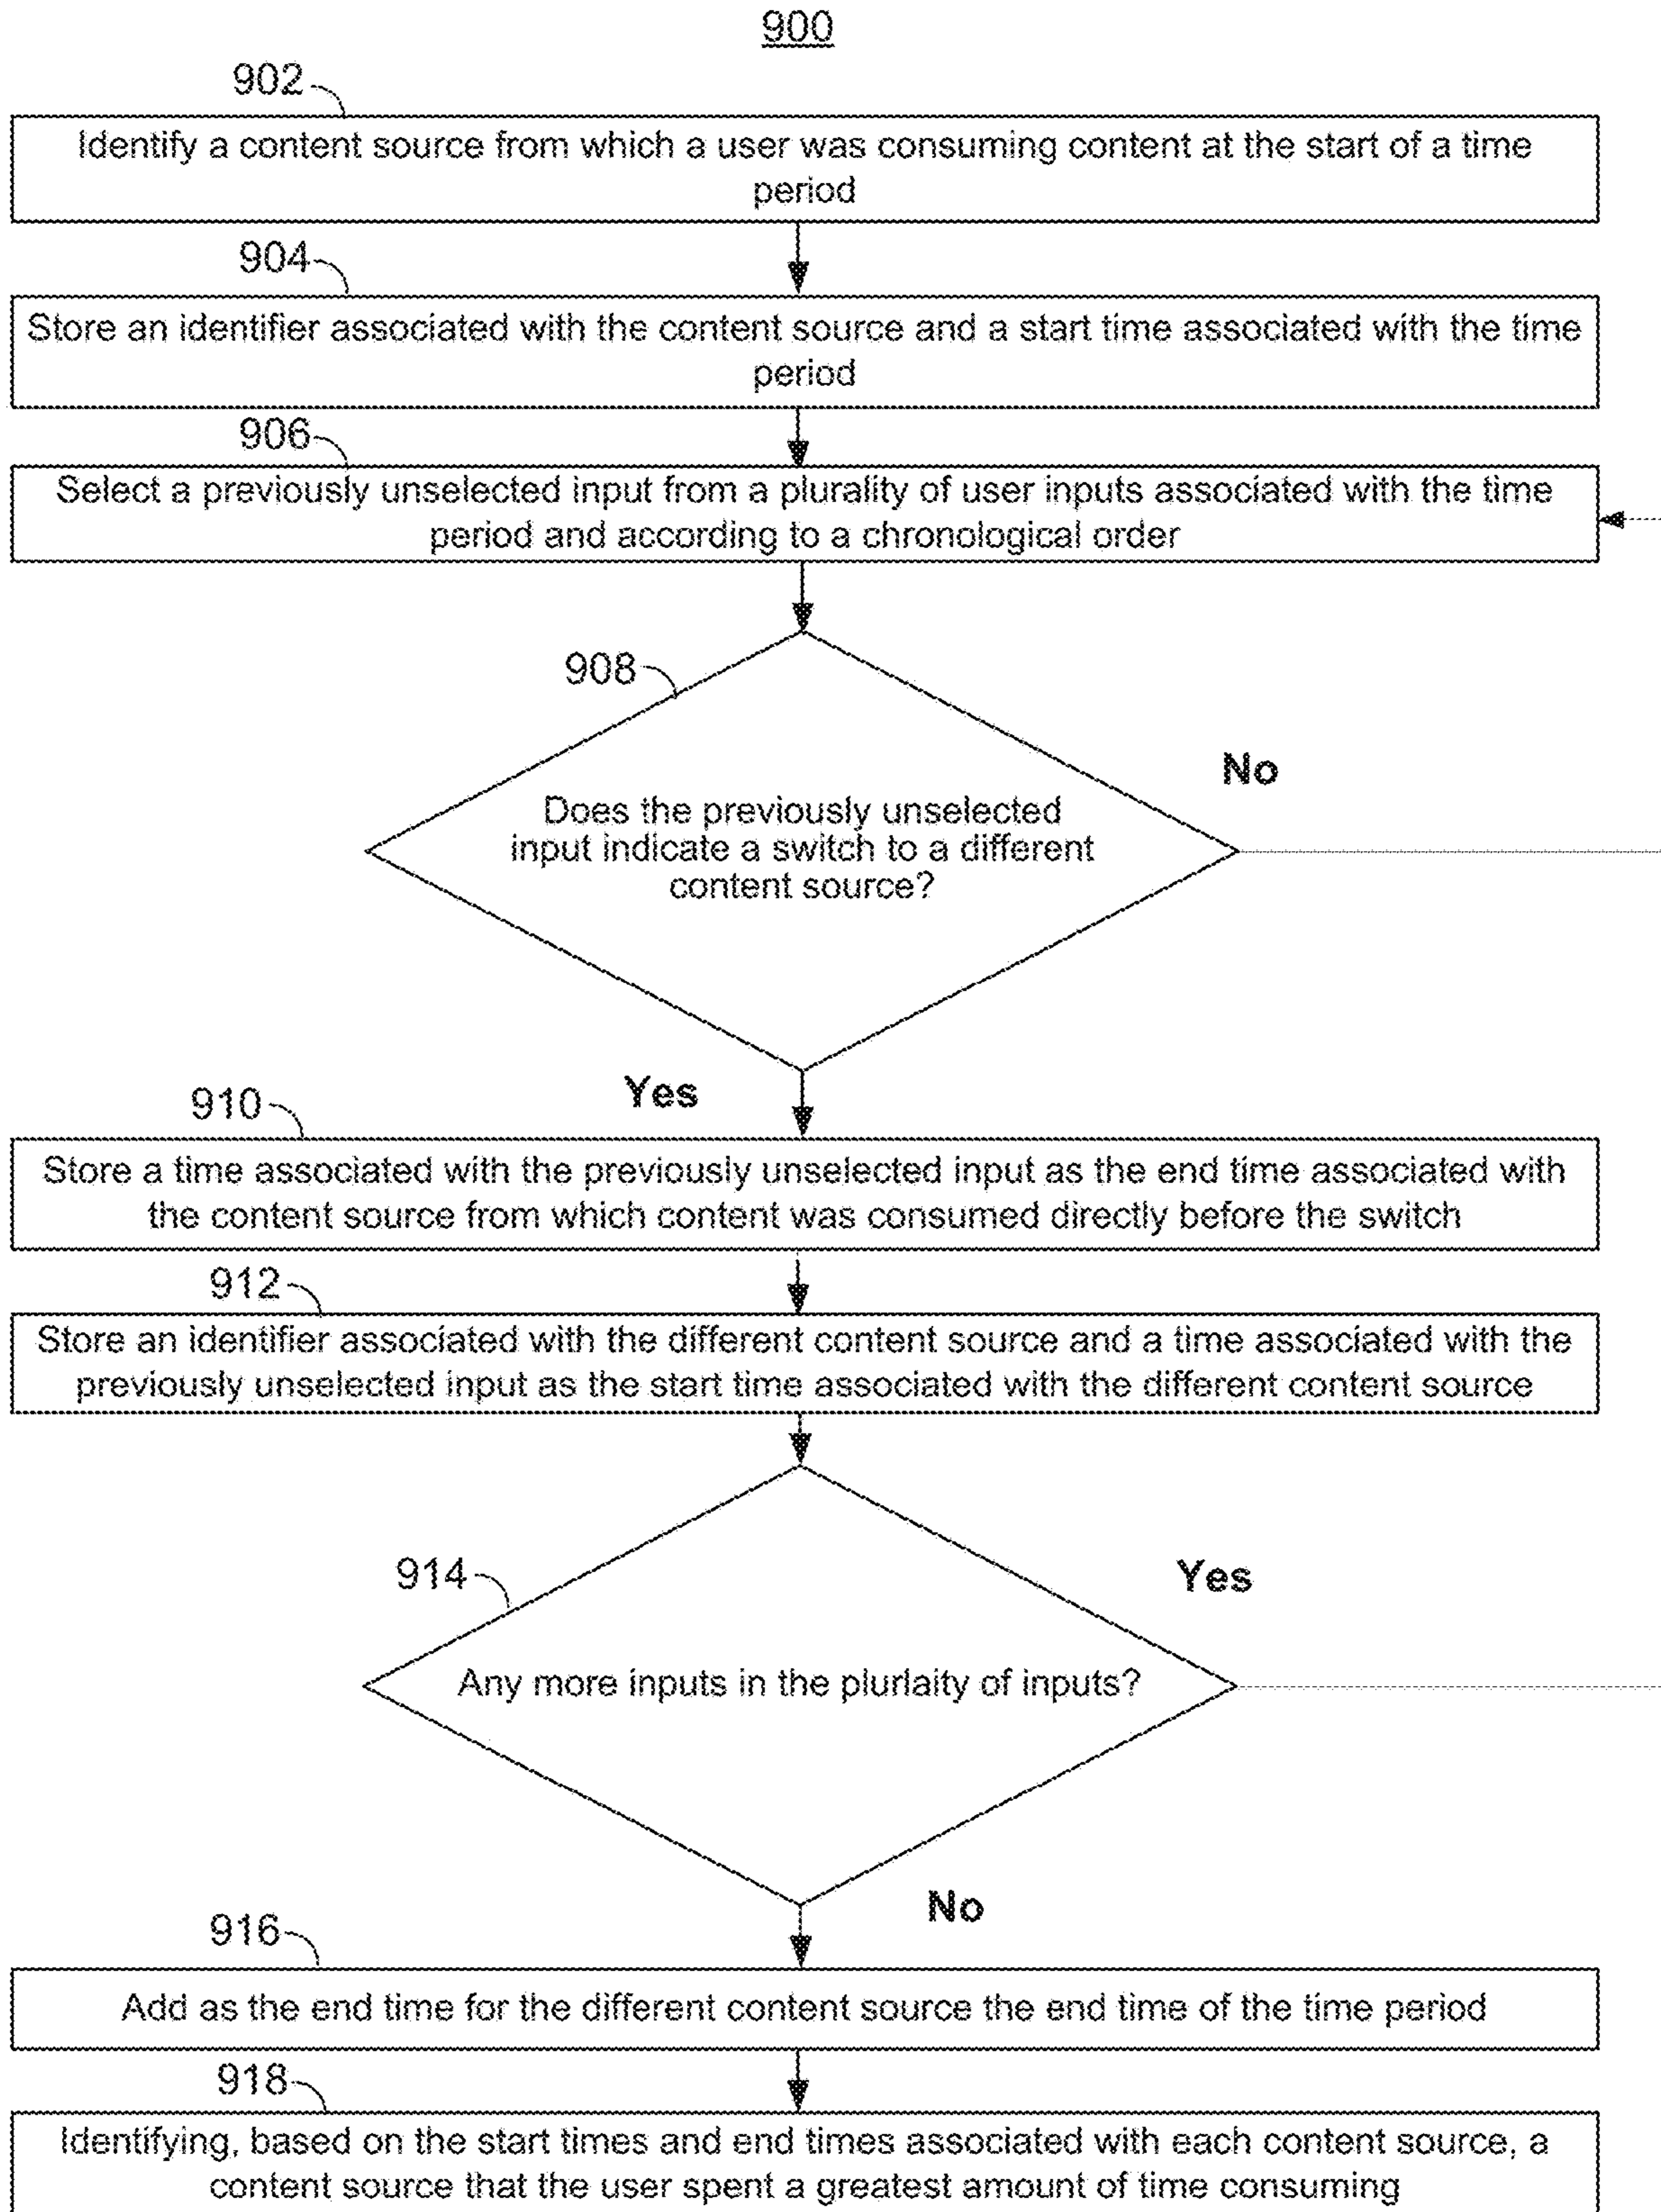 900
902
Identify a content source from which a user was consuming content at the start of a time
period
904
Store an identifier associated with the content source and a start time associated with the time
period
906
Select a previously unselected input from a plurality of user inputs associated with the time
period and according to a chronological order
908
No
Does the previously unselected
input indicate a switch to a different
content source?
Yes
910
Store a time associated with the previously unselected input as the end time associated with
the content source from which content was consumed directly before the switch
912
Store an identifier associated with the different content source and a time associated with the
previously unselected input as the start time associated with the different content source
914
Yes
Any more inputs in the plurlaity of inputs?
No
916
Add as the end time for the different content source the end time of the time period
918
Identifying, based on the start times and end times associated with each content source, a
content source that the user spent a greatest amount of time consuming